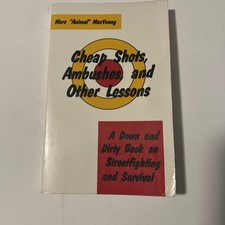 Marc "Animal" MacYoung
Cheap Shots,
Ambushes, and
Other Lessons
A Down and
Dirty Book on
Streetfighting
and Survival